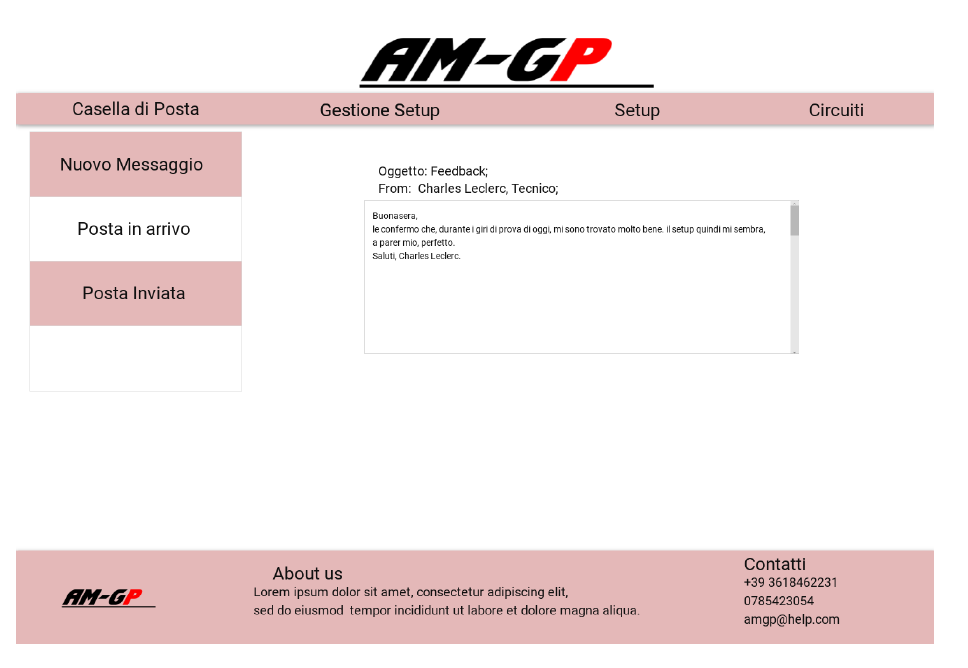 AM-GP
Casella di Posta Gestione Setup Setup Circuiti
Nuovo Messaggio
Posta in arrivo
Posta Inviata
Oggetto: Feedback;
From: Charles Leclerc, Tecnico;
Buonasera,
le confermo che, durante i giri di prova di oggi, mi sono trovato molto bene. il setup quindi mi sembra,
a parer mio, perfetto.
Saluti, Charles Leclerc.
AM-GP
About us
Lorem ipsum dolor sit amet, consectetur adipiscing elit,
sed do eiusmod tempor incididunt ut labore et dolore magna aliqua.
Contatti
+39 3618462231
0785423054
amgp@help.com